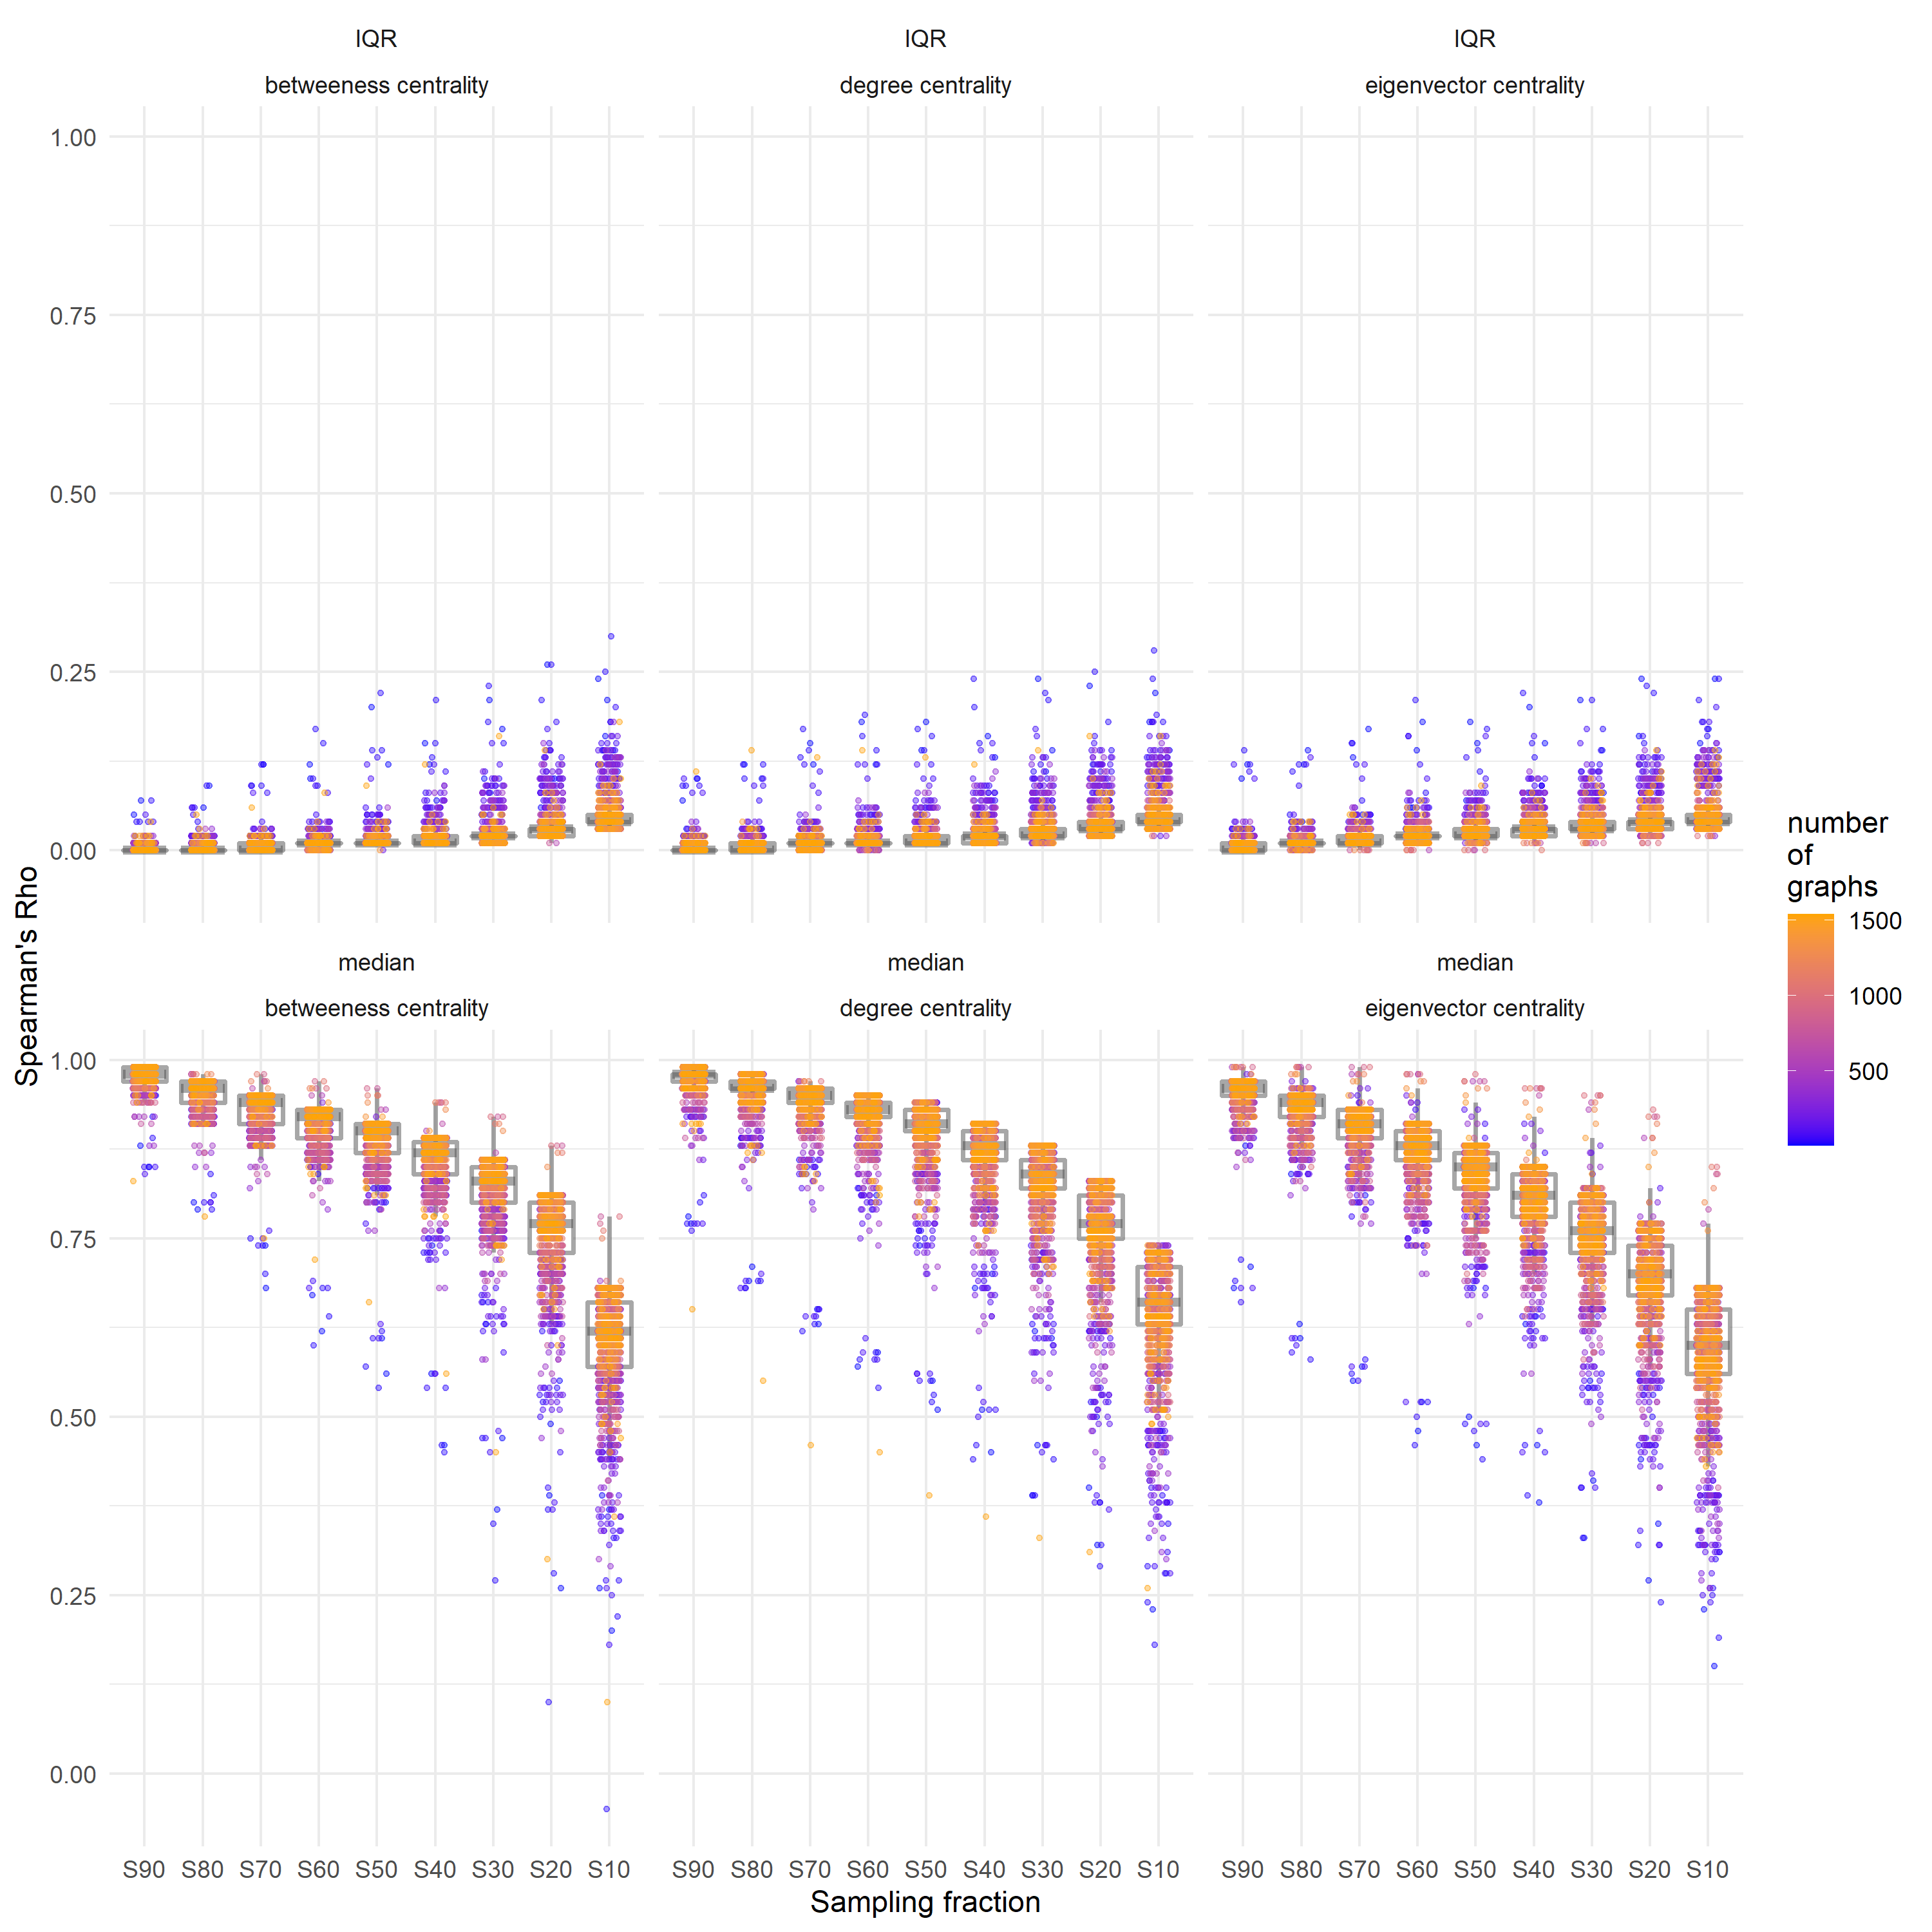 IQR
IQR
IQR
betweeness centrality
degree centrality
eigenvector centrality
1.00
0.75
0.50
0.25
0.00
Spearman's Rho
median
median
median
betweeness centrality
degree centrality
eigenvector centrality
1.00
0.75
0.50
0.25
0.00
S90 S80 S70 S60 S50 S40 S30 S20 S10
S90 S80 S70 S60 S50 S40 S30 S20 S10
S90 S80 S70 S60 S50 S40 S30 S20 S10
Sampling fraction
number
of
graphs
1500
1000
500